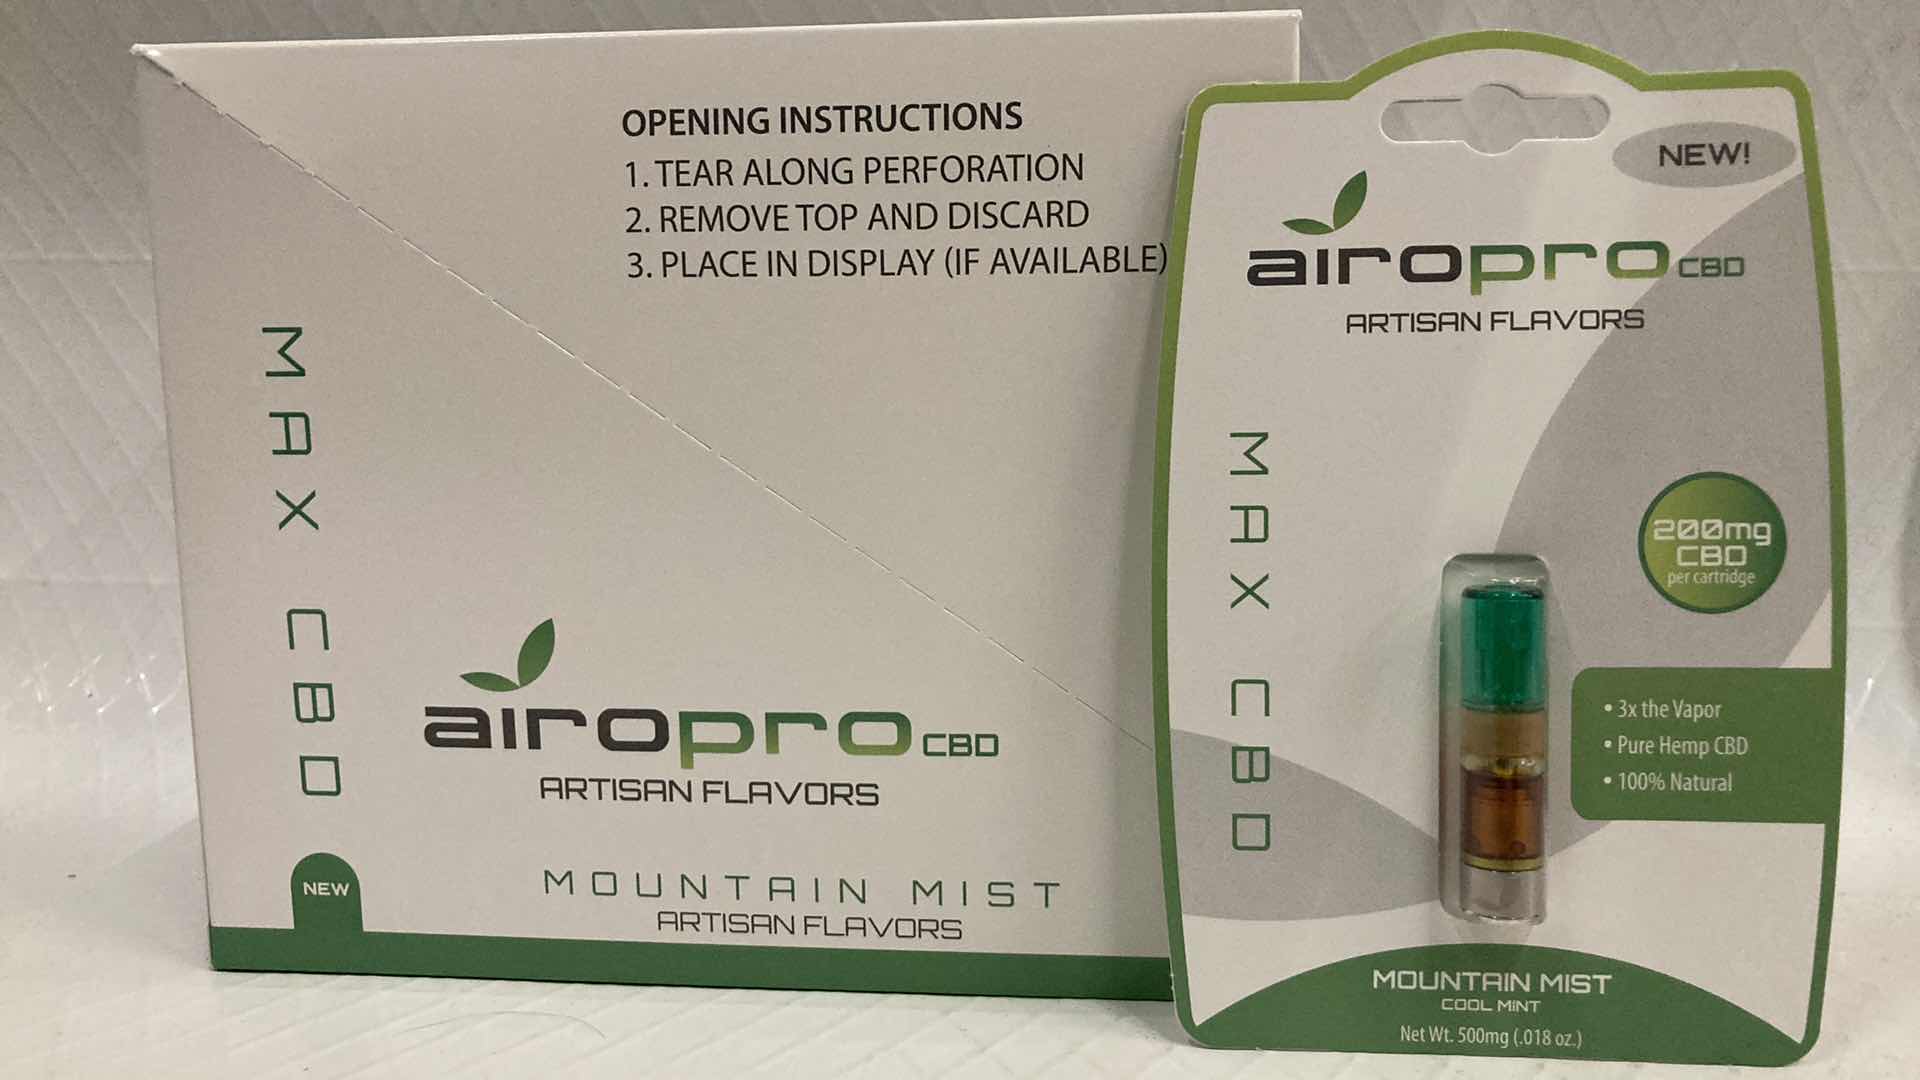 OPENING INSTRUCTIONS
1. TEAR ALONG PERFORATION
2. REMOVE TOP AND DISCARD
3. PLACE IN DISPLAY (IF AVAILABLE)
MAX CBD
airopro CBD
ARTISAN FLAVORS
NEW
MOUNTAIN MIST
ARTISAN FLAVORS
NEW!
airopro CBD
ARTISAN FLAVORS
MAX CBD
200mg
CBD
per cartridge
• 3x the Vapor
• Pure Hemp CBD
• 100% Natural
MOUNTAIN MIST
COOL MINT
Net Wt. 500mg (.018 oz.)